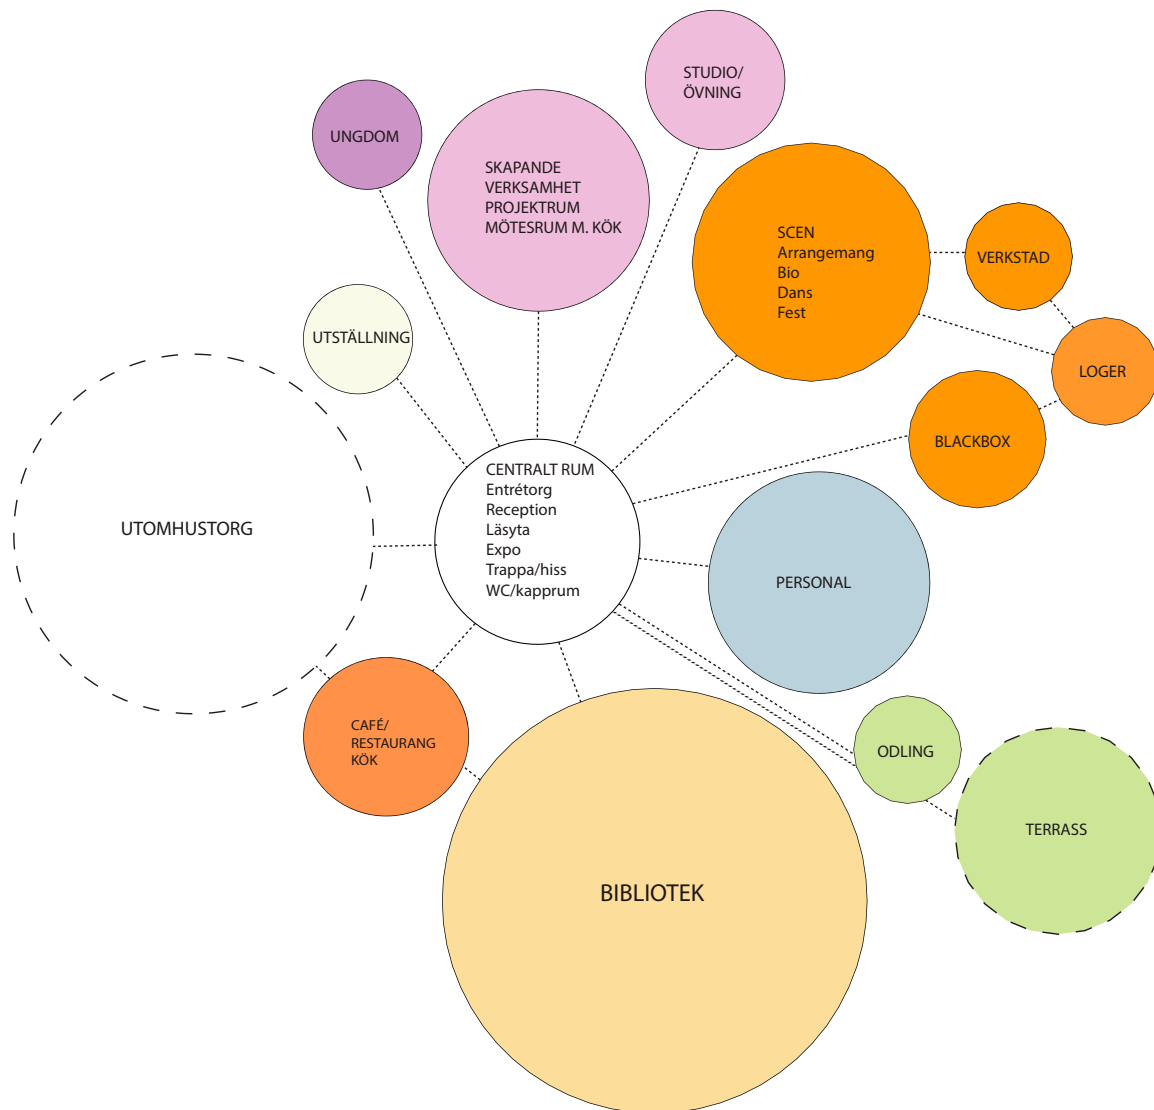 STUDIO/
ÖVNING
UNGDOM
SKAPANDE
VERKSAMHET
PROJEKTRUM
MÖTESRUM M. KÖK
SCEN
Arrangemang
Bio
Dans
Fest
VERKSTAD
UTSTÄLLNING
LOGER
BLACKBOX
CENTRALT RUM
Entrétorg
Reception
Läsyta
Expo
Trappa/hiss
WC/kapprum
UTOMHUSTORG
PERSONAL
CAFÉ/
RESTAURANG
KÖK
ODLING
TERRASS
BIBLIOTEK